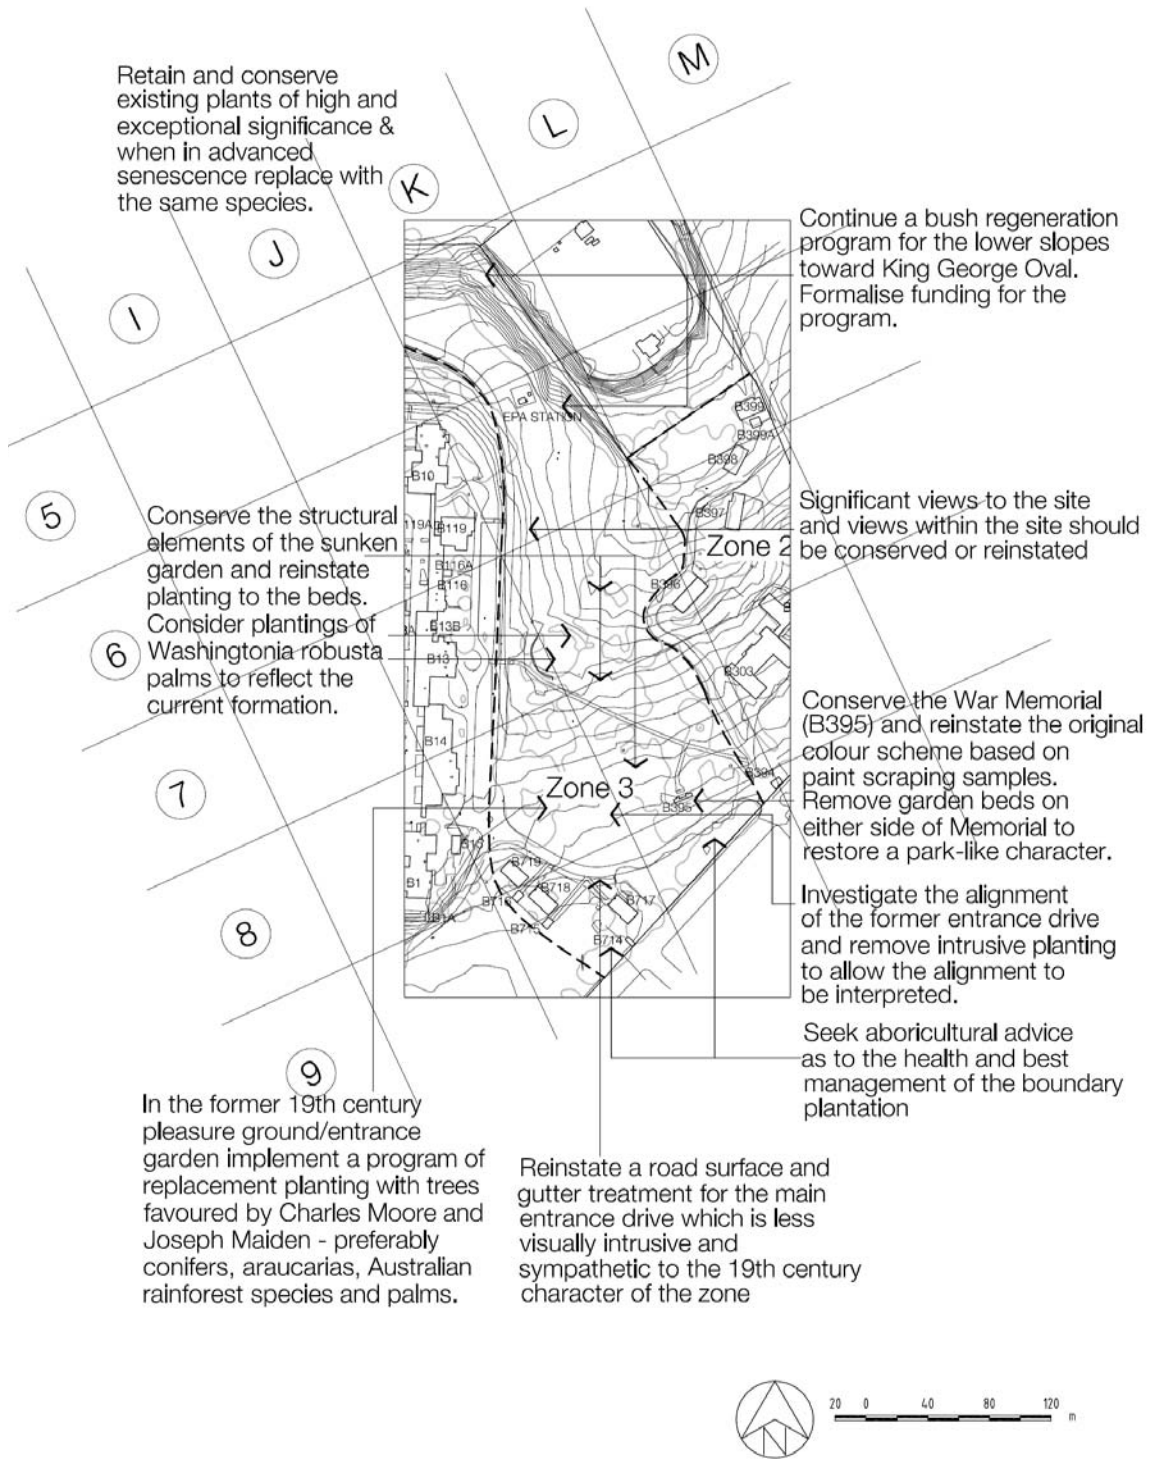 M
L
K
J
I
5
6
7
8
9
Retain and conserve
existing plants of high and
exceptional significance &
when in advanced
senescence replace with
the same species.
Continue a bush regeneration
program for the lower slopes
toward King George Oval.
Formalise funding for the
program.
EPA STATION
B399
B399A
B398
B397
B10
119A
B119
B116A
B116
Conserve the structural
elements of the sunken
garden and reinstate
planting to the beds.
Consider plantings of
Washingtonia robusta
palms to reflect the
current formation.
Significant views to the site
and views within the site should
be conserved or reinstated
Zone 2
B396
B13B
B13
B303
B14
Conserve the War Memorial
(B395) and reinstate the original
colour scheme based on
paint scraping samples.
Remove garden beds on
either side of Memorial to
restore a park-like character.
B394
Zone 3
B395
B1
B1A
B719
B718
B716
B715
B717
B714
Investigate the alignment
of the former entrance drive
and remove intrusive planting
to allow the alignment to
be interpreted.
Seek aboricultural advice
as to the health and best
management of the boundary
plantation
In the former 19th century
pleasure ground/entrance
garden implement a program of
replacement planting with trees
favoured by Charles Moore and
Joseph Maiden - preferably
conifers, araucarias, Australian
rainforest species and palms.
Reinstate a road surface and
gutter treatment for the main
entrance drive which is less
visually intrusive and
sympathetic to the 19th century
character of the zone
N
20 0 40 80 120
m